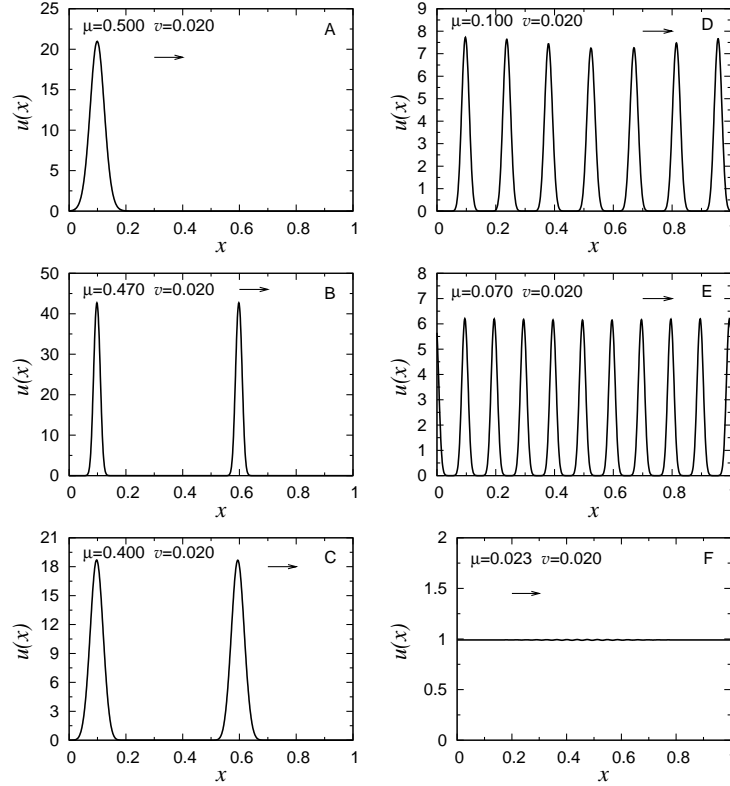 A
μ=0.500 v=0.020
25
20
15
10
5
0
u(x)
0 0.2 0.4 0.6 0.8 1
x
B
μ=0.470 v=0.020
50
40
30
20
10
0
u(x)
0 0.2 0.4 0.6 0.8 1
x
C
μ=0.400 v=0.020
21
18
15
12
9
6
3
0
u(x)
0 0.2 0.4 0.6 0.8 1
x
D
μ=0.100 v=0.020
9
8
7
6
5
4
3
2
1
0
u(x)
0 0.2 0.4 0.6 0.8 1
x
E
μ=0.070 v=0.020
8
7
6
5
4
3
2
1
0
u(x)
0 0.2 0.4 0.6 0.8 1
x
F
μ=0.023 v=0.020
2
1.5
1
0.5
0
u(x)
0 0.2 0.4 0.6 0.8 1
x